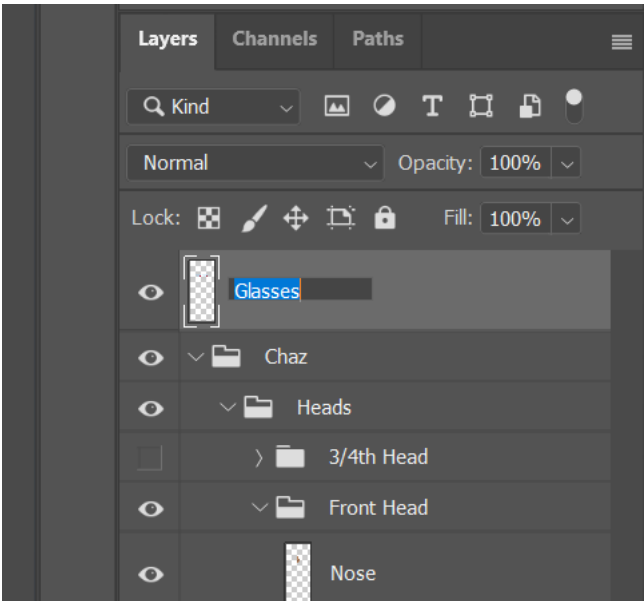 Layers Channels Paths
Kind T
Normal Opacity: 100%
Lock: Fill: 100%
Glasses
Chaz
Heads
3/4th Head
Front Head
Nose